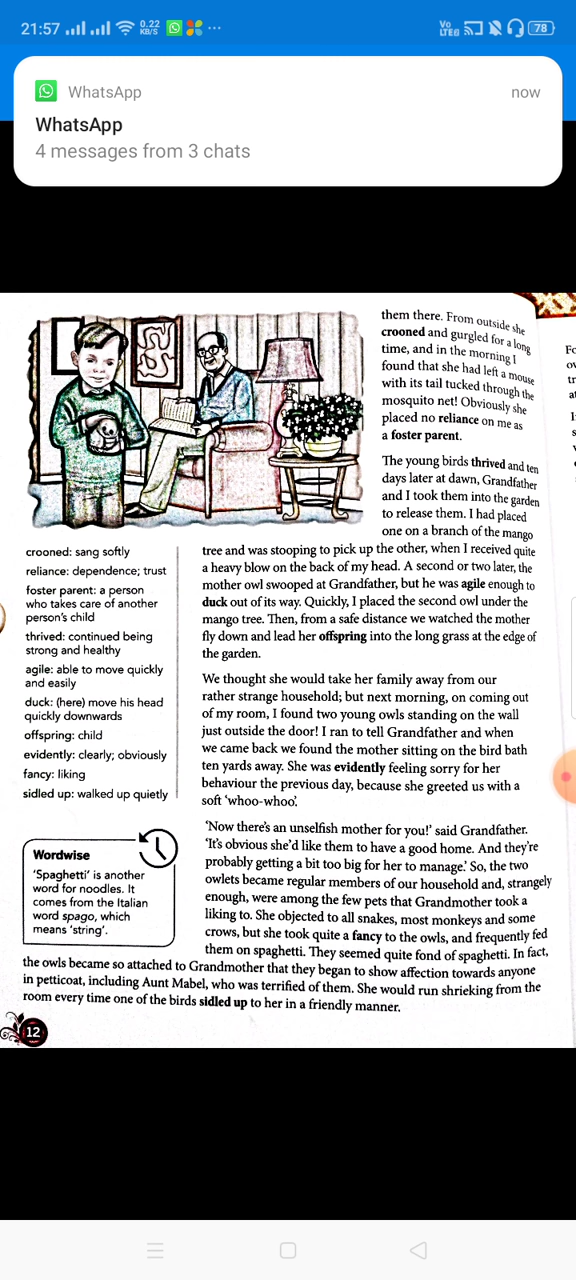 21:57
0.22
KB/S
Vo
LTE
78
WhatsApp
now
WhatsApp
4 messages from 3 chats
them there. From outside she
crooned and gurgled for a long
time, and in the morning I
found that she had left a mouse
with its tail tucked through the
mosquito net! Obviously she
placed no reliance on me as
a foster parent.
The young birds thrived and ten
days later at dawn, Grandfather
and I took them into the garden
to release them. I had placed
one on a branch of the mango
tree and was stooping to pick up the other, when I received quite
a heavy blow on the back of my head. A second or two later, the
mother owl swooped at Grandfather, but he was agile enough to
duck out of its way. Quickly, I placed the second owl under the
mango tree. Then, from a safe distance we watched the mother
fly down and lead her offspring into the long grass at the edge of
the garden.
We thought she would take her family away from our
rather strange household; but next morning, on coming out
of my room, I found two young owls standing on the wall
just outside the door! I ran to tell Grandfather and when
we came back we found the mother sitting on the bird bath
ten yards away. She was evidently feeling sorry for her
behaviour the previous day, because she greeted us with a
soft 'whoo-whoo'.
'Now there's an unselfish mother for you!' said Grandfather.
'It's obvious she'd like them to have a good home. And they're
probably getting a bit too big for her to manage.' So, the two
owlets became regular members of our household and, strangely
enough, were among the few pets that Grandmother took a
liking to. She objected to all snakes, most monkeys and some
crows, but she took quite a fancy to the owls, and frequently fed
them on spaghetti. They seemed quite fond of spaghetti. In fact,
the owls became so attached to Grandmother that they began to show affection towards anyone
in petticoat, including Aunt Mabel, who was terrified of them. She would run shrieking from the
room every time one of the birds sidled up to her in a friendly manner.
crooned: sang softly
reliance: dependence; trust
foster parent: a person
who takes care of another
person's child
thrived: continued being
strong and healthy
agile: able to move quickly
and easily
duck: (here) move his head
quickly downwards
offspring: child
evidently: clearly; obviously
fancy: liking
sidled up: walked up quietly
Wordwise
'Spaghetti' is another
word for noodles. It
comes from the Italian
word spago, which
means 'string'.
12